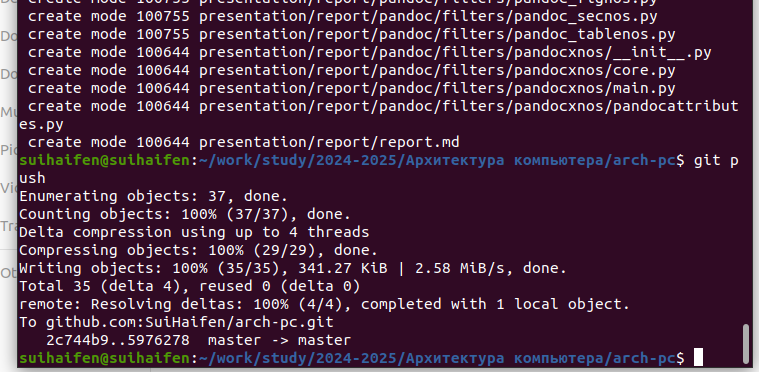 create mode 100755 presentation/report/pandoc/filters/pandoc_fignos.py
create mode 100755 presentation/report/pandoc/filters/pandoc_secnos.py
create mode 100755 presentation/report/pandoc/filters/pandoc_tablenos.py
create mode 100644 presentation/report/pandoc/filters/pandocxnos/__init__.py
create mode 100644 presentation/report/pandoc/filters/pandocxnos/core.py
create mode 100644 presentation/report/pandoc/filters/pandocxnos/main.py
create mode 100644 presentation/report/pandoc/filters/pandocxnos/pandocattribut
es.py
create mode 100644 presentation/report/report.md
suihaifen@suihaifen:~/work/study/2024-2025/Архитектура компьютера/arch-pc$ git p
ush
Enumerating objects: 37, done.
Counting objects: 100% (37/37), done.
Delta compression using up to 4 threads
Compressing objects: 100% (29/29), done.
Writing objects: 100% (35/35), 341.27 KiB | 2.58 MiB/s, done.
Total 35 (delta 4), reused 0 (delta 0)
remote: Resolving deltas: 100% (4/4), completed with 1 local object.
To github.com:SuiHaifen/arch-pc.git
2c744b9..5976278  master -> master
suihaifen@suihaifen:~/work/study/2024-2025/Архитектура компьютера/arch-pc$